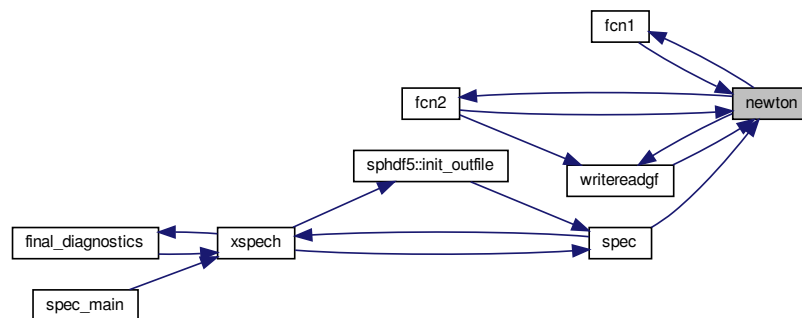 fcn1
newton
fcn2
sphdf5::init_outfile
writereadgf
final_diagnostics
xspech
spec
spec_main